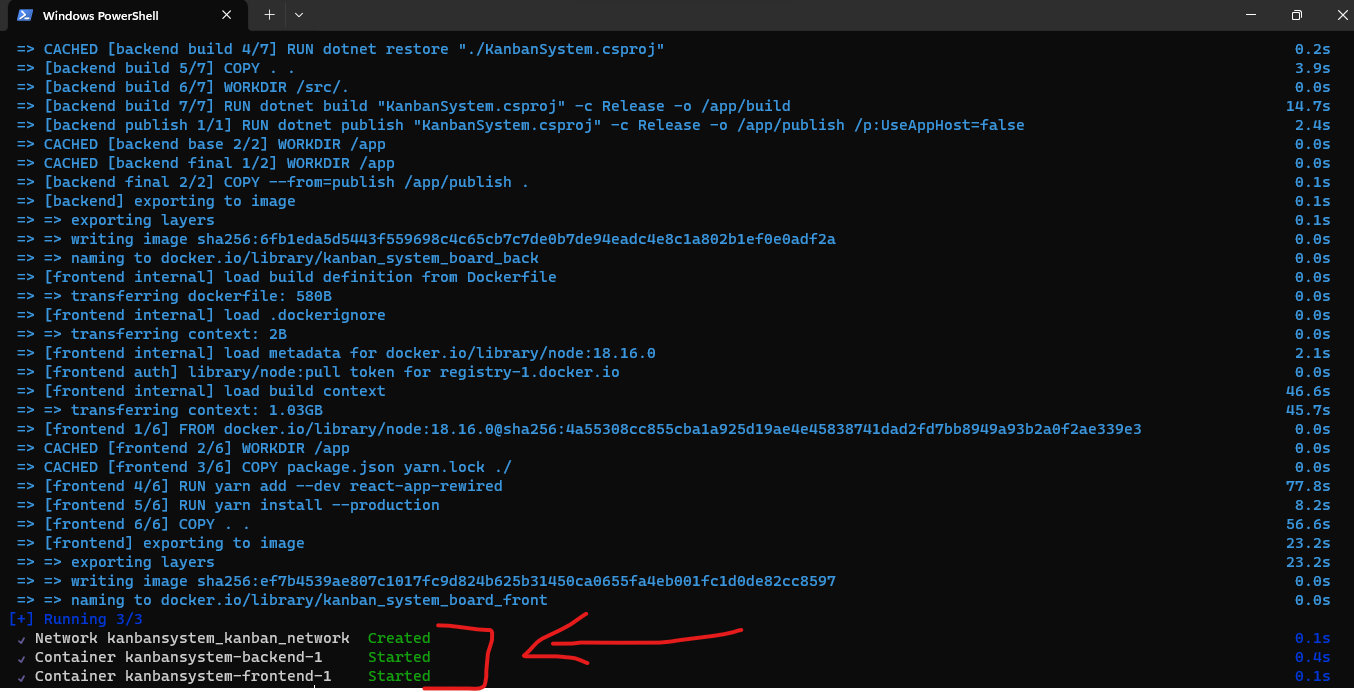 Windows PowerShell
=> CACHED [backend build 4/7] RUN dotnet restore "./KanbanSystem.csproj" 0.2s
=> [backend build 5/7] COPY . . 3.9s
=> [backend build 6/7] WORKDIR /src/. 0.0s
=> [backend build 7/7] RUN dotnet build "KanbanSystem.csproj" -c Release -o /app/build 14.7s
=> [backend publish 1/1] RUN dotnet publish "KanbanSystem.csproj" -c Release -o /app/publish /p:UseAppHost=false 2.4s
=> CACHED [backend base 2/2] WORKDIR /app 0.0s
=> CACHED [backend final 1/2] WORKDIR /app 0.0s
=> [backend final 2/2] COPY --from=publish /app/publish . 0.1s
=> [backend] exporting to image 0.1s
=> => exporting layers 0.1s
=> => writing image sha256:6fb1eda5d5443f559698c4c65cb7c7de0b7de94eadc4e8c1a802b1ef0e0adf2a 0.0s
=> => naming to docker.io/library/kanban_system_board_back 0.0s
=> [frontend internal] load build definition from Dockerfile 0.0s
=> => transferring dockerfile: 580B 0.0s
=> [frontend internal] load .dockerignore 0.0s
=> => transferring context: 2B 0.0s
=> [frontend internal] load metadata for docker.io/library/node:18.16.0 2.1s
=> [frontend auth] library/node:pull token for registry-1.docker.io 0.0s
=> [frontend internal] load build context 46.6s
=> => transferring context: 1.03GB 45.7s
=> [frontend 1/6] FROM docker.io/library/node:18.16.0@sha256:4a55308cc855cba1a925d19ae4e45838741dad2fd7bb8949a93b2a0f2ae339e3 0.0s
=> CACHED [frontend 2/6] WORKDIR /app 0.0s
=> CACHED [frontend 3/6] COPY package.json yarn.lock ./ 0.0s
=> [frontend 4/6] RUN yarn add --dev react-app-rewired 77.8s
=> [frontend 5/6] RUN yarn install --production 8.2s
=> [frontend 6/6] COPY . . 56.6s
=> [frontend] exporting to image 23.2s
=> => exporting layers 23.2s
=> => writing image sha256:ef7b4539ae807c1017fc9d824b625b31450ca0655fa4eb001fc1d0de82cc8597 0.0s
=> => naming to docker.io/library/kanban_system_board_front 0.0s
[+] Running 3/3
✓ Network kanbansystem_kanban_network Created 0.1s
✓ Container kanbansystem-backend-1 Started 0.4s
✓ Container kanbansystem-frontend-1 Started 0.1s